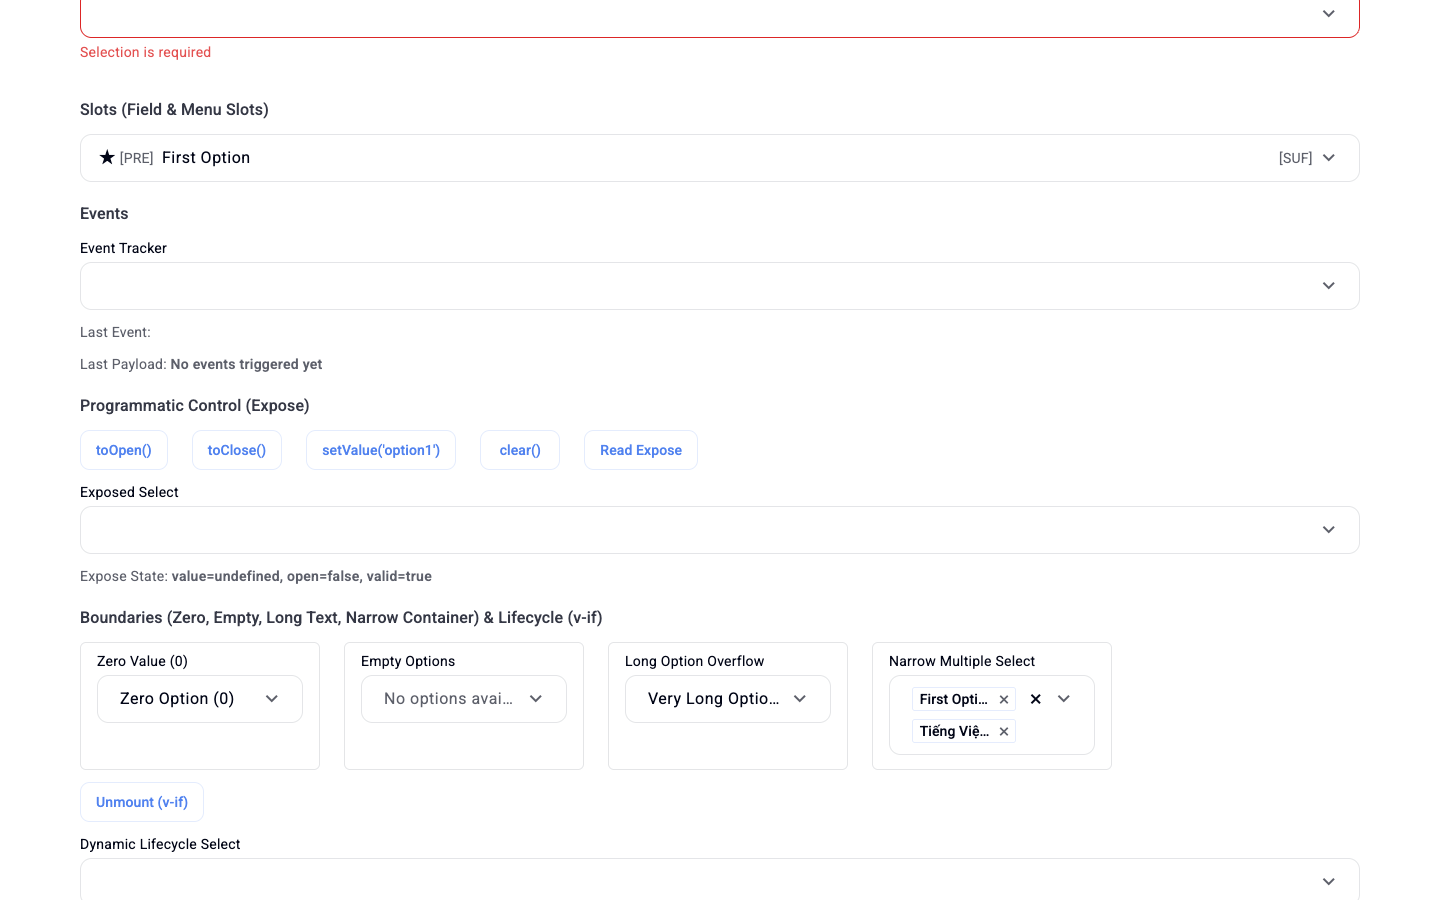 Selection is required
Slots (Field & Menu Slots)
★ [PRE] First Option [SUF]
Events
Event Tracker
Last Event:
Last Payload: No events triggered yet
Programmatic Control (Expose)
toOpen() toClose() setValue('option1') clear() Read Expose
Exposed Select
Expose State: value=undefined, open=false, valid=true
Boundaries (Zero, Empty, Long Text, Narrow Container) & Lifecycle (v-if)
Zero Value (0)
Zero Option (0)
Empty Options
No options avai...
Long Option Overflow
Very Long Optio...
Narrow Multiple Select
First Opti...
Tiếng Việ...
Unmount (v-if)
Dynamic Lifecycle Select